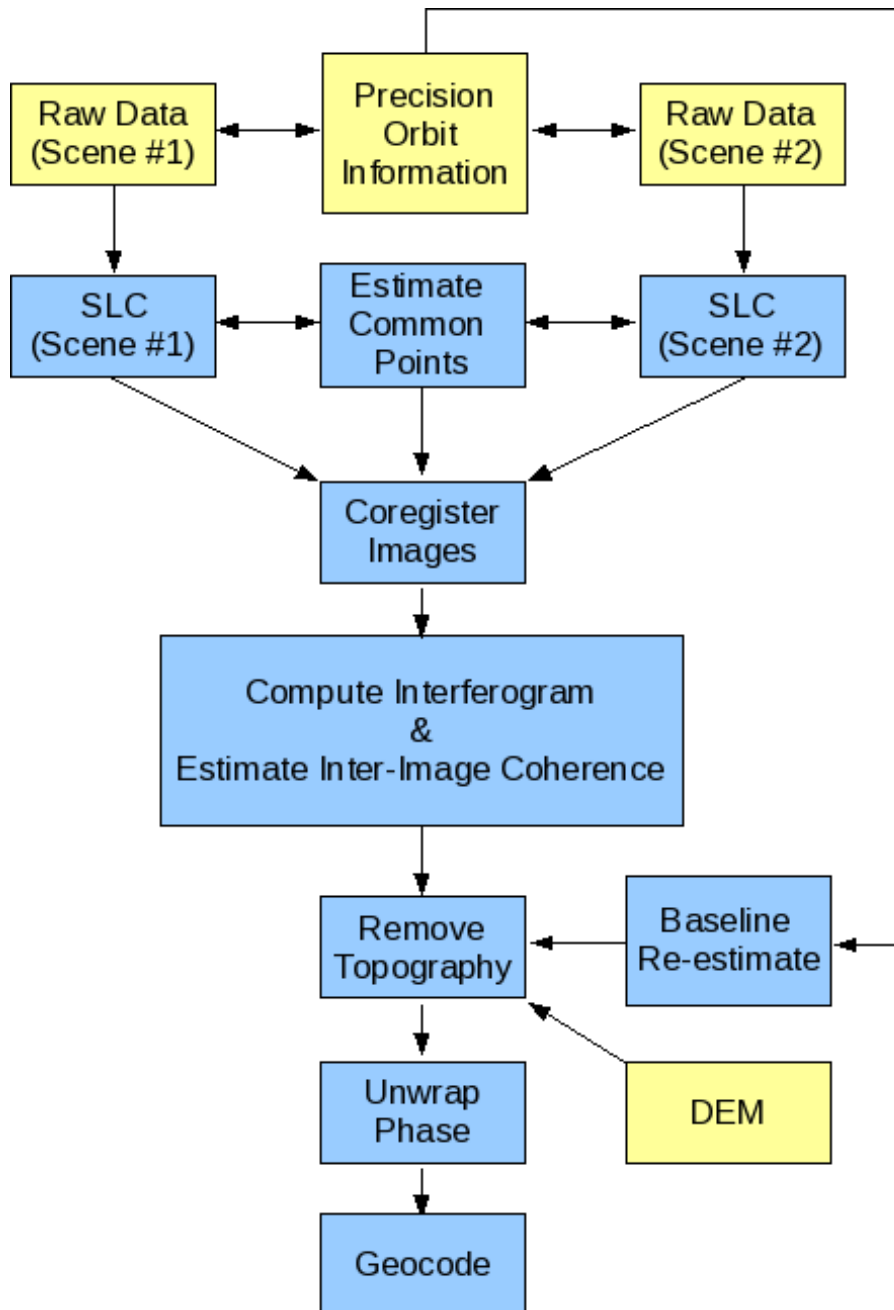 Raw Data
(Scene #1)
Precision
Orbit
Information
Raw Data
(Scene #2)
SLC
(Scene #1)
Estimate
Common
Points
SLC
(Scene #2)
Coregister
Images
Compute Interferogram
&
Estimate Inter-Image Coherence
Remove
Topography
Baseline
Re-estimate
Unwrap
Phase
DEM
Geocode